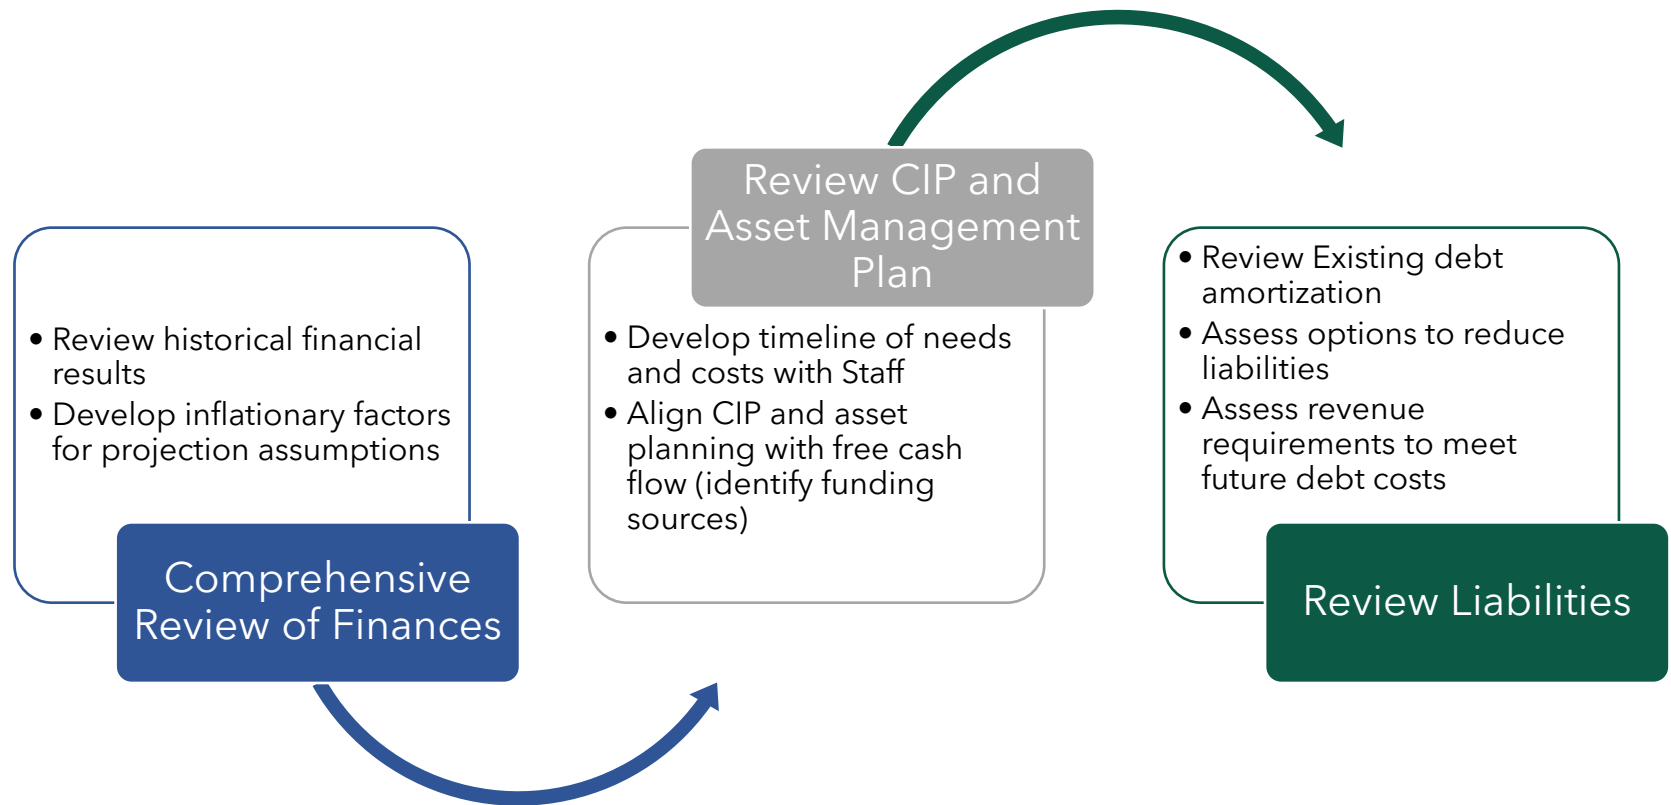 • Review historical financial
results
• Develop inflationary factors
for projection assumptions
Comprehensive
Review of Finances
Review CIP and
Asset Management
Plan
• Develop timeline of needs
and costs with Staff
• Align CIP and asset
planning with free cash
flow (identify funding
sources)
• Review Existing debt
amortization
• Assess options to reduce
liabilities
• Assess revenue
requirements to meet
future debt costs
Review Liabilities